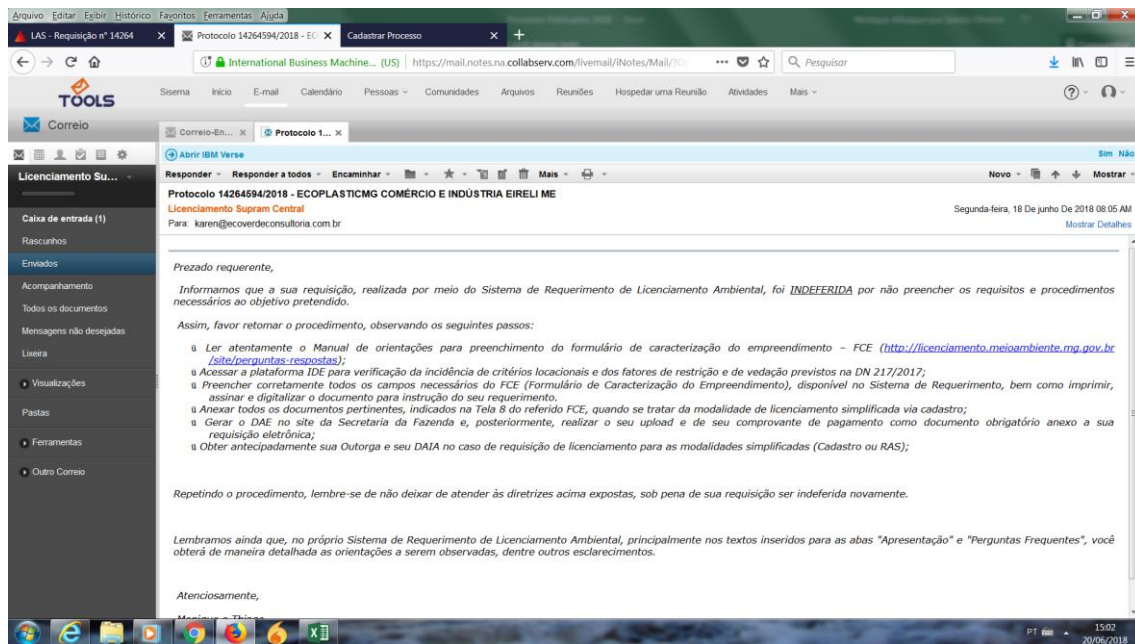 Arquivo Editar Exibir Histórico Favoritos Ferramentas Ajuda
LAS - Requisição nº 14264
Protocolo 14264594/2018 - EC
Cadastrar Processo
International Business Machine... (US) https://mail.notes.na.collabserv.com/livemail/iNotes/Mail/?O
Pesquisar
TOOLS
Sisema Início E-mail Calendário Pessoas Comunidades Arquivos Reuniões Hospedar uma Reunião Atividades Mais
Correio
Correio-En...
Protocolo 1...
Abrir IBM Verse
Sim Não
Licenciamento Su...
Responder Responder a todos Encaminhar Mais
Novo Mostrar
Protocolo 14264594/2018 - ECOPLASTICMG COMÉRCIO E INDÚSTRIA EIRELI ME
Licenciamento Supram Central
Segunda-feira, 18 De junho De 2018 08:05 AM
Para: karen@ecoverdeconsultoria.com.br
Mostrar Detalhes
Caixa de entrada (1)
Rascunhos
Enviados
Acompanhamento
Todos os documentos
Mensagens não desejadas
Lixeira
Visualizações
Pastas
Ferramentas
Outro Correio
Prezado requerente,
Informamos que a sua requisição, realizada por meio do Sistema de Requerimento de Licenciamento Ambiental, foi INDEFERIDA por não preencher os requisitos e procedimentos
necessários ao objetivo pretendido.
Assim, favor retomar o procedimento, observando os seguintes passos:
ü Ler atentamente o Manual de orientações para preenchimento do formulário de caracterização do empreendimento – FCE (http://licenciamento.meioambiente.mg.gov.br
/site/perguntas-respostas);
ü Acessar a plataforma IDE para verificação da incidência de critérios locacionais e dos fatores de restrição e de vedação previstos na DN 217/2017;
ü Preencher corretamente todos os campos necessários do FCE (Formulário de Caracterização do Empreendimento), disponível no Sistema de Requerimento, bem como imprimir,
assinar e digitalizar o documento para instrução do seu requerimento.
ü Anexar todos os documentos pertinentes, indicados na Tela 8 do referido FCE, quando se tratar da modalidade de licenciamento simplificada via cadastro;
ü Gerar o DAE no site da Secretaria da Fazenda e, posteriormente, realizar o seu upload e de seu comprovante de pagamento como documento obrigatório anexo a sua
requisição eletrônica;
ü Obter antecipadamente sua Outorga e seu DAIA no caso de requisição de licenciamento para as modalidades simplificadas (Cadastro ou RAS);
Repetindo o procedimento, lembre-se de não deixar de atender às diretrizes acima expostas, sob pena de sua requisição ser indeferida novamente.
Lembramos ainda que, no próprio Sistema de Requerimento de Licenciamento Ambiental, principalmente nos textos inseridos para as abas "Apresentação" e "Perguntas Frequentes", você
obterá de maneira detalhada as orientações a serem observadas, dentre outros esclarecimentos.
Atenciosamente,
PT
15:02
20/06/2018